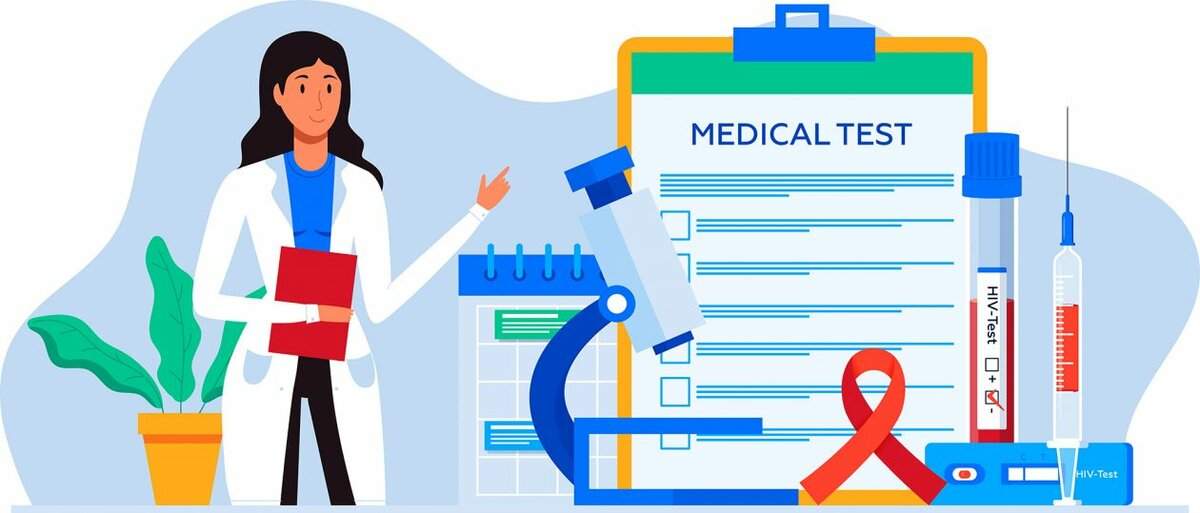 MEDICAL TEST
HIV-Test
+
-
C T
HIV-Test